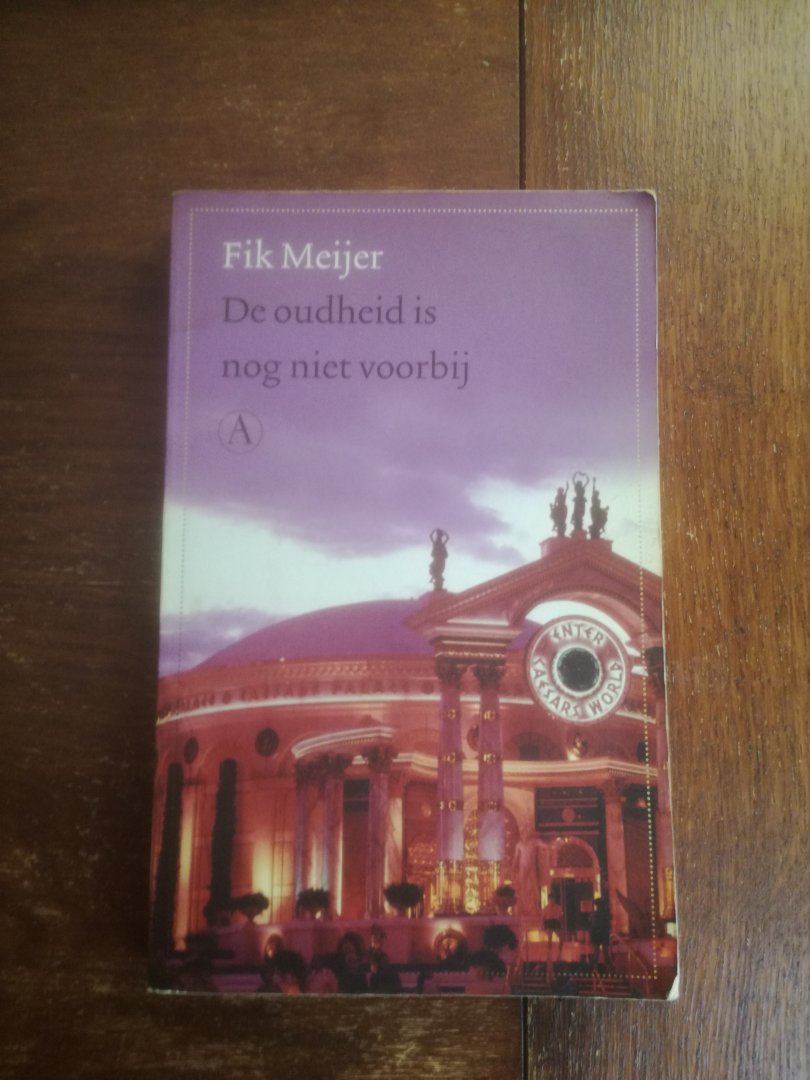 Fik Meijer
De oudheid is
nog niet voorbij
A
ENTER
CAESARS WORLD